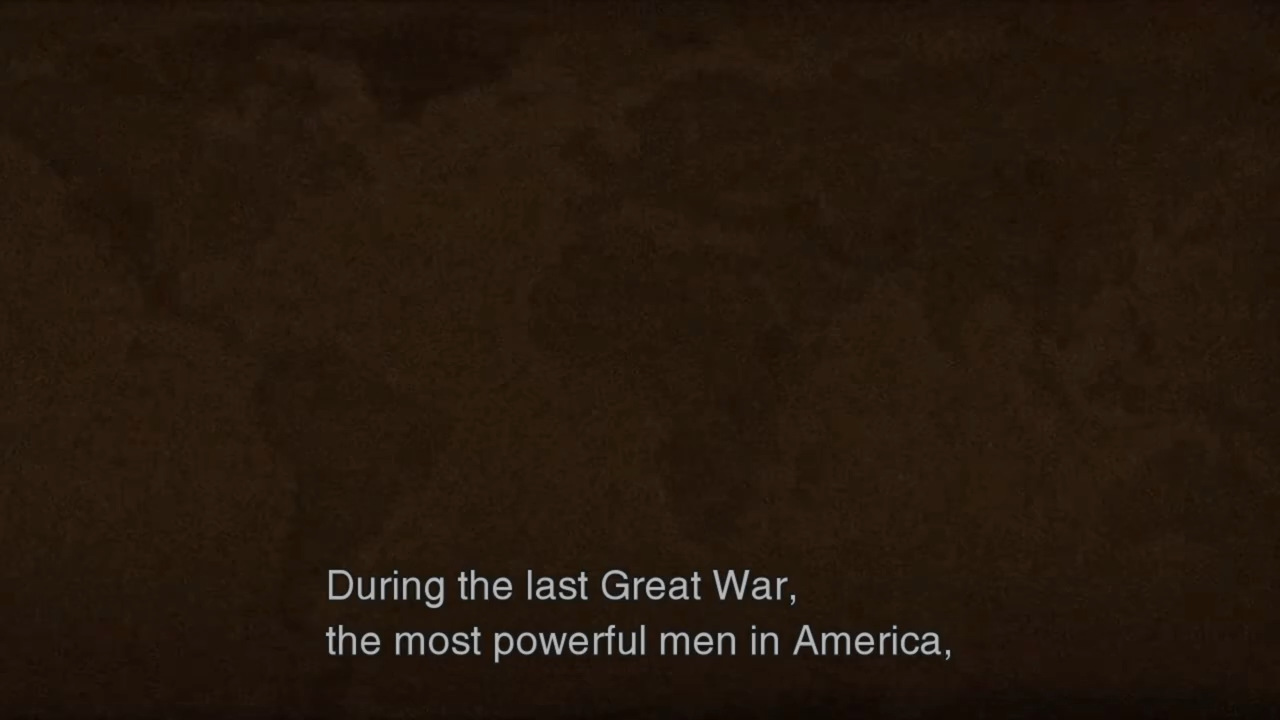 During the last Great War,
the most powerful men in America,